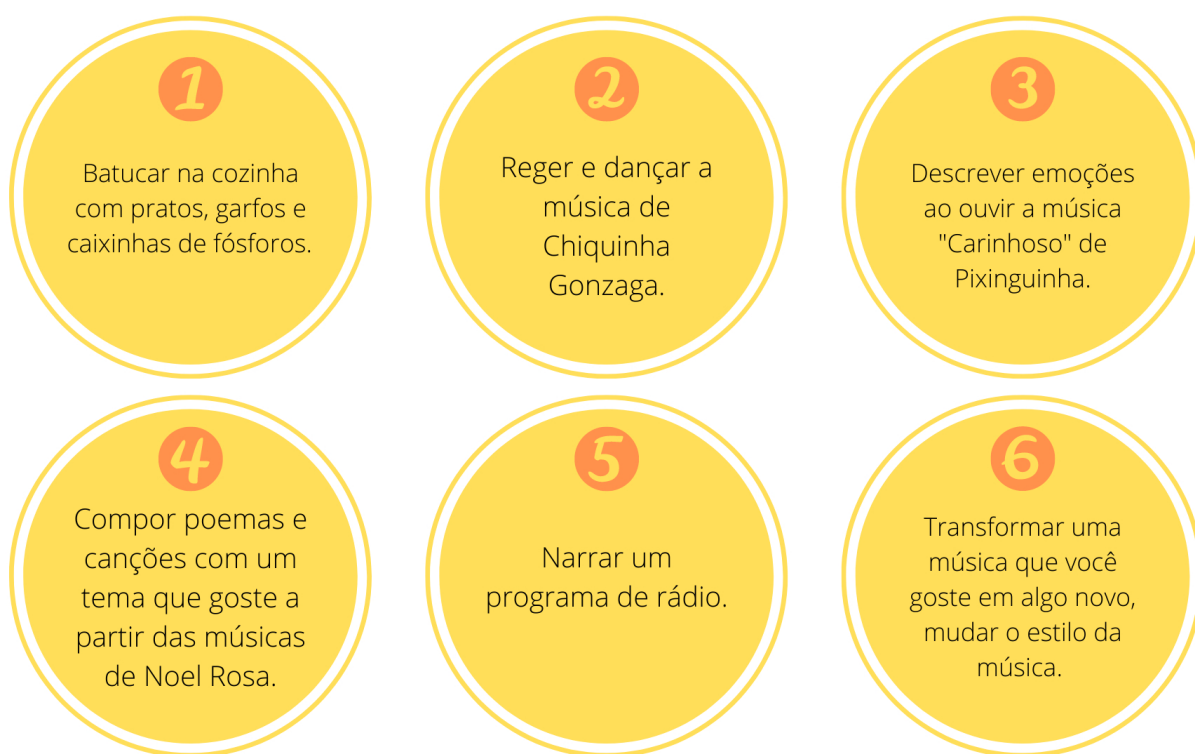 1
Batucar na cozinha
com pratos, garfos e
caixinhas de fósforos.
2
Reger e dançar a
música de
Chiquinha
Gonzaga.
3
Descrever emoções
ao ouvir a música
"Carinhoso" de
Pixinguinha.
4
Compor poemas e
canções com um
tema que goste a
partir das músicas
de Noel Rosa.
5
Narrar um
programa de rádio.
6
Transformar uma
música que você
goste em algo novo,
mudar o estilo da
música.